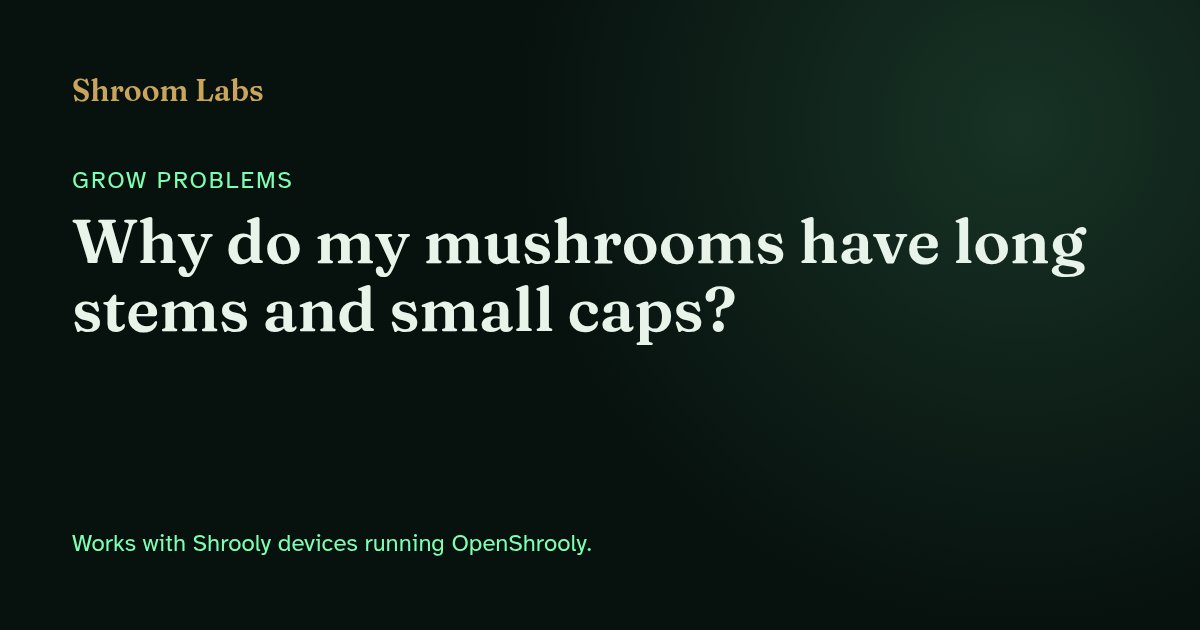 Shroom Labs
GROW PROBLEMS
Why do my mushrooms have long
stems and small caps?
Works with Shrooly devices running OpenShrooly.